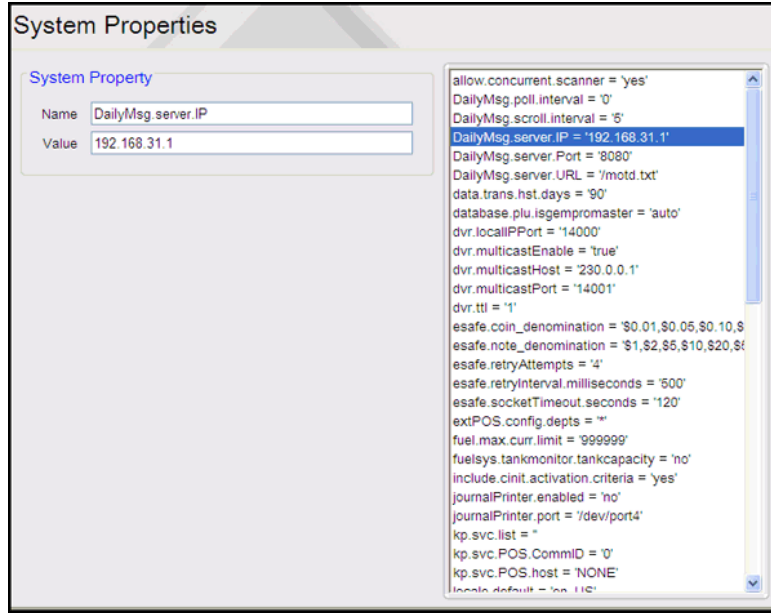 System Properties
System Property
Name DailyMsg.server.IP
Value 192.168.31.1
allow.concurrent.scanner = 'yes'
DailyMsg.poll.interval = '0'
DailyMsg.scroll.interval = '5'
DailyMsg.server.IP = '192.168.31.1'
DailyMsg.server.Port = '8080'
DailyMsg.server.URL = '/motd.txt'
data.trans.hst.days = '90'
database.plu.isgempromaster = 'auto'
dvr.localIPPort = '14000'
dvr.multicastEnable = 'true'
dvr.multicastHost = '230.0.0.1'
dvr.multicastPort = '14001'
dvr.ttl = '1'
esafe.coin_denomination = '$0.01,$0.05,$0.10,$
esafe.note_denomination = '$1,$2,$5,$10,$20,$5
esafe.retryAttempts = '4'
esafe.retryInterval.milliseconds = '500'
esafe.socketTimeout.seconds = '120'
extPOS.config.depts = '*'
fuel.max.curr.limit = '999999'
fuelsys.tankmonitor.tankcapacity = 'no'
include.cinit.activation.criteria = 'yes'
journalPrinter.enabled = 'no'
journalPrinter.port = '/dev/port4'
kp.svc.list = ''
kp.svc.POS.CommID = '0'
kp.svc.POS.host = 'NONE'
locale.default = 'en_US'